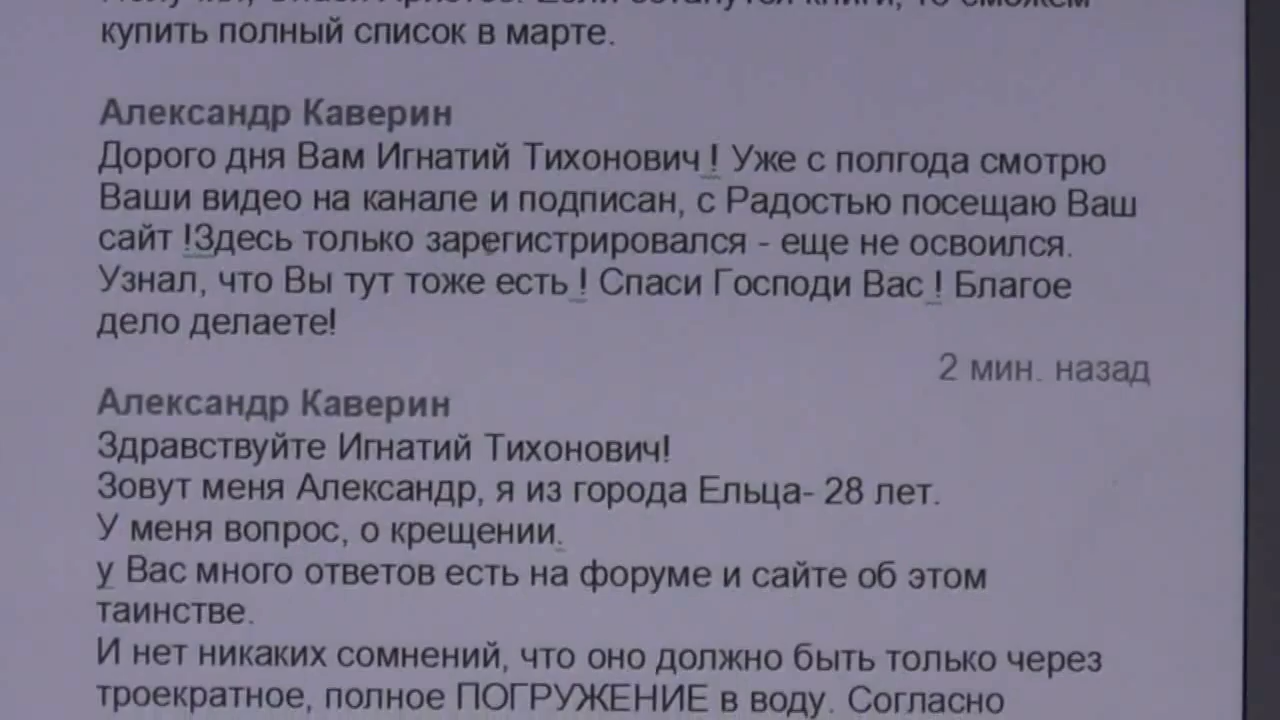 купить полный список в марте.
Александр Каверин
Дорого дня Вам Игнатий Тихонович ! Уже с полгода смотрю
Ваши видео на канале и подписан, с Радостью посещаю Ваш
сайт !Здесь только зарегистрировался - еще не освоился.
Узнал, что Вы тут тоже есть ! Спаси Господи Вас ! Благое
дело делаете!
2 мин. назад
Александр Каверин
Здравствуйте Игнатий Тихонович!
Зовут меня Александр, я из города Ельца- 28 лет.
У меня вопрос, о крещении.
у Вас много ответов есть на форуме и сайте об этом
таинстве.
И нет никаких сомнений, что оно должно быть только через
троекратное, полное ПОГРУЖЕНИЕ в воду. Согласно